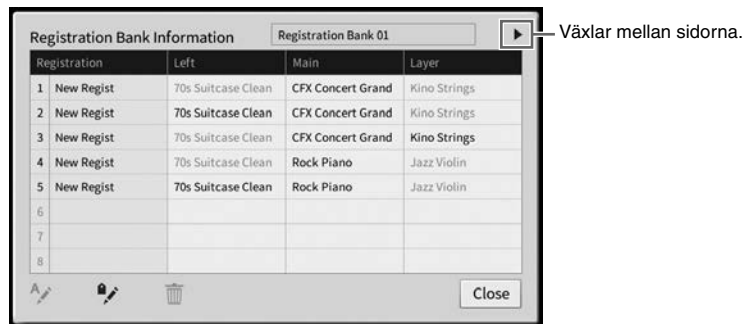 Registration Bank Information Registration Bank 01
Växlar mellan sidorna.
Registration Left Main Layer
1 New Regist 70s Suitcase Clean CFX Concert Grand Kino Strings
2 New Regist 70s Suitcase Clean CFX Concert Grand Kino Strings
3 New Regist 70s Suitcase Clean CFX Concert Grand Kino Strings
4 New Regist 70s Suitcase Clean Rock Piano Jazz Violin
5 New Regist 70s Suitcase Clean Rock Piano Jazz Violin
6
7
8
A
Close